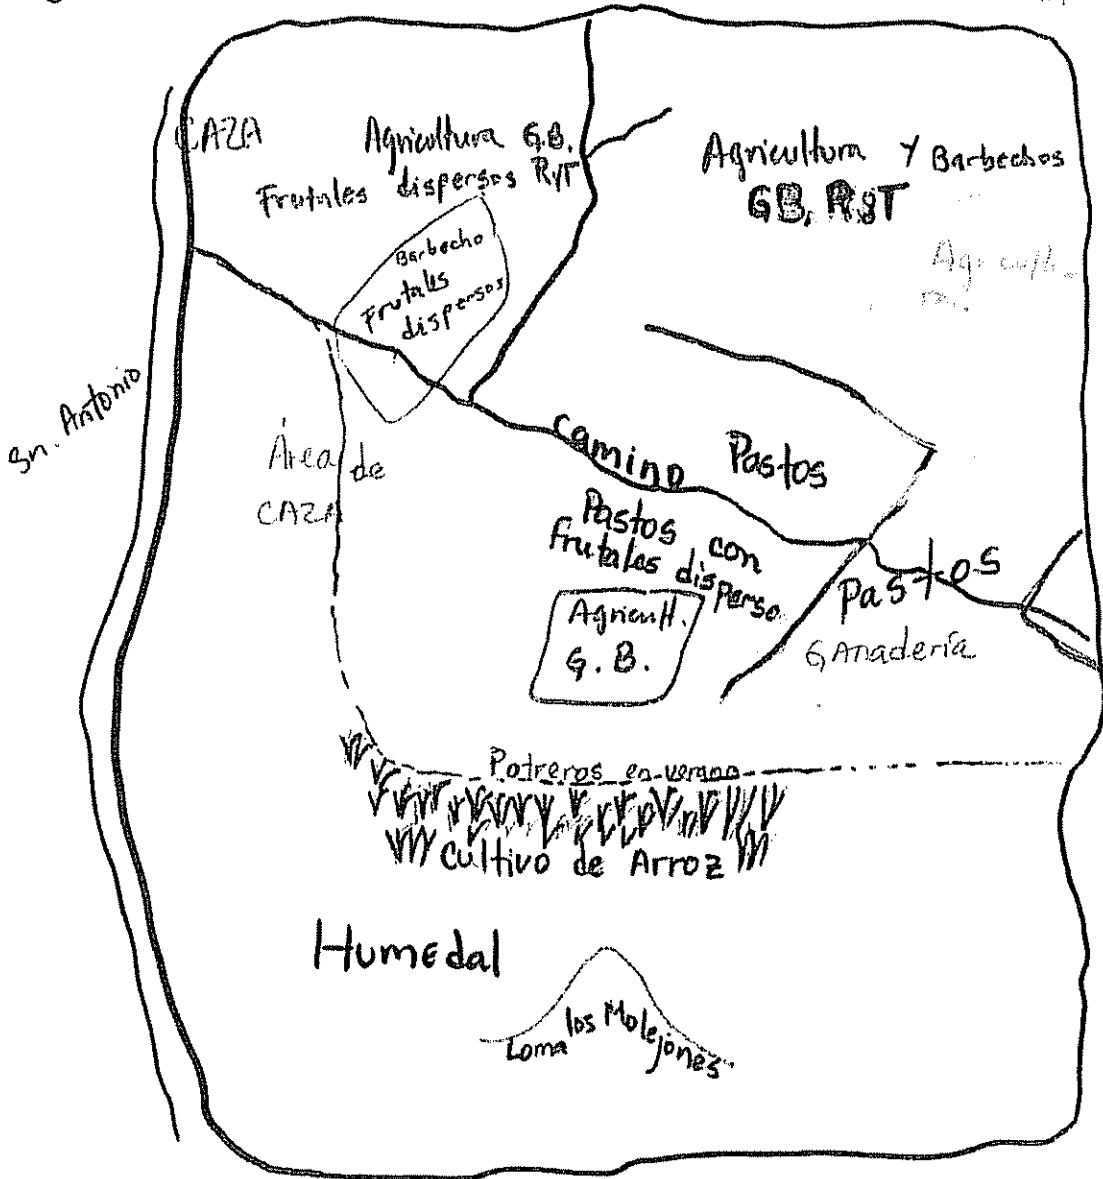 CAZA
Agricultura G.B.
Frutales dispersos RyT
Agricultura Y Barbechos
GB, RyT
Barbecho
Frutales
dispersos
Sn. Antonio
Área de
CAZA
Camino
Pastos
Pastos con
frutales disperso
Agricult.
G. B.
Pastos
GAnadería
Potreros en verano
Cultivo de Arroz
Humedal
Loma los Molejones